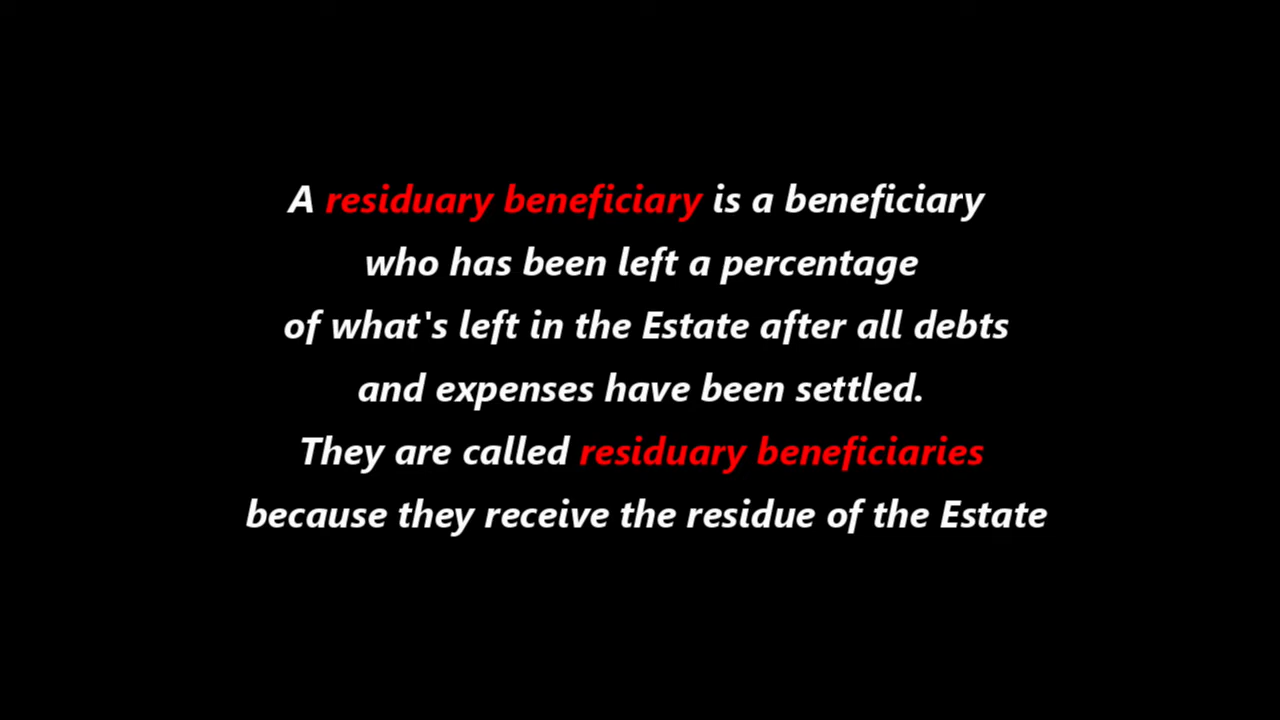 A residuary beneficiary is a beneficiary
who has been left a percentage
of what's left in the Estate after all debts
and expenses have been settled.
They are called residuary beneficiaries
because they receive the residue of the Estate